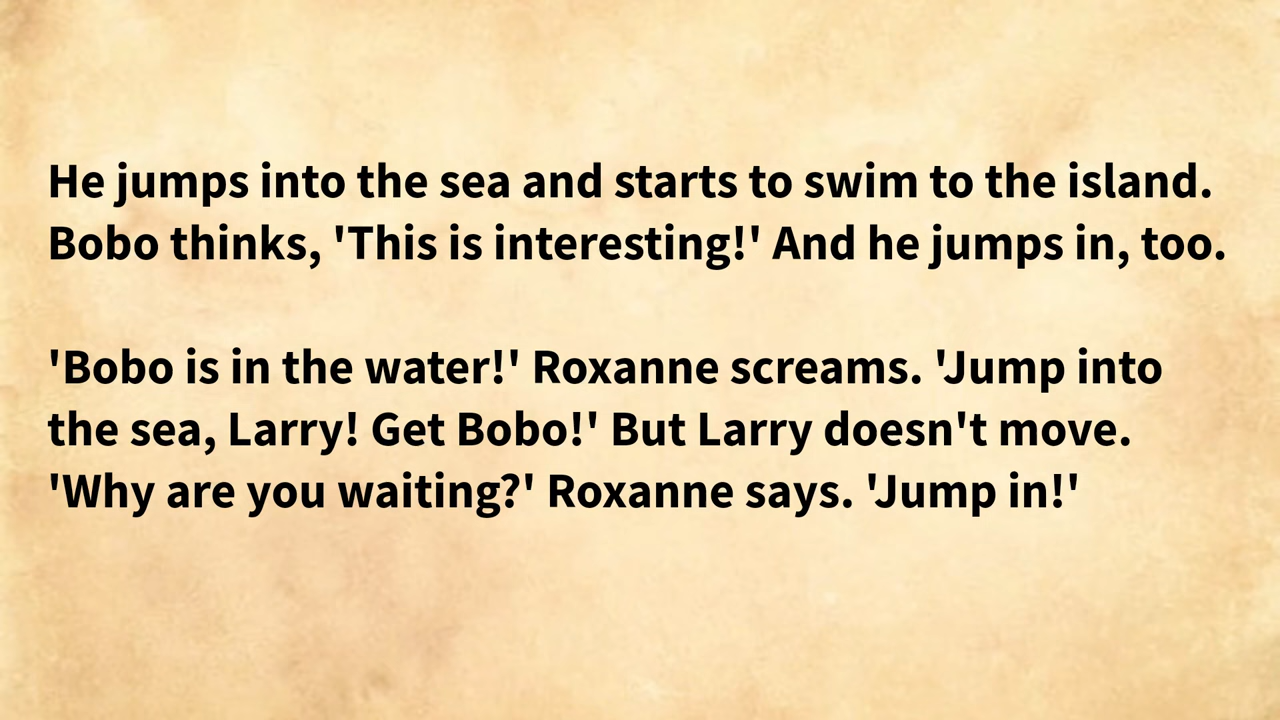 He jumps into the sea and starts to swim to the island.
Bobo thinks, 'This is interesting!' And he jumps in, too.
'Bobo is in the water!' Roxanne screams. 'Jump into
the sea, Larry! Get Bobo!' But Larry doesn't move.
'Why are you waiting?' Roxanne says. 'Jump in!'